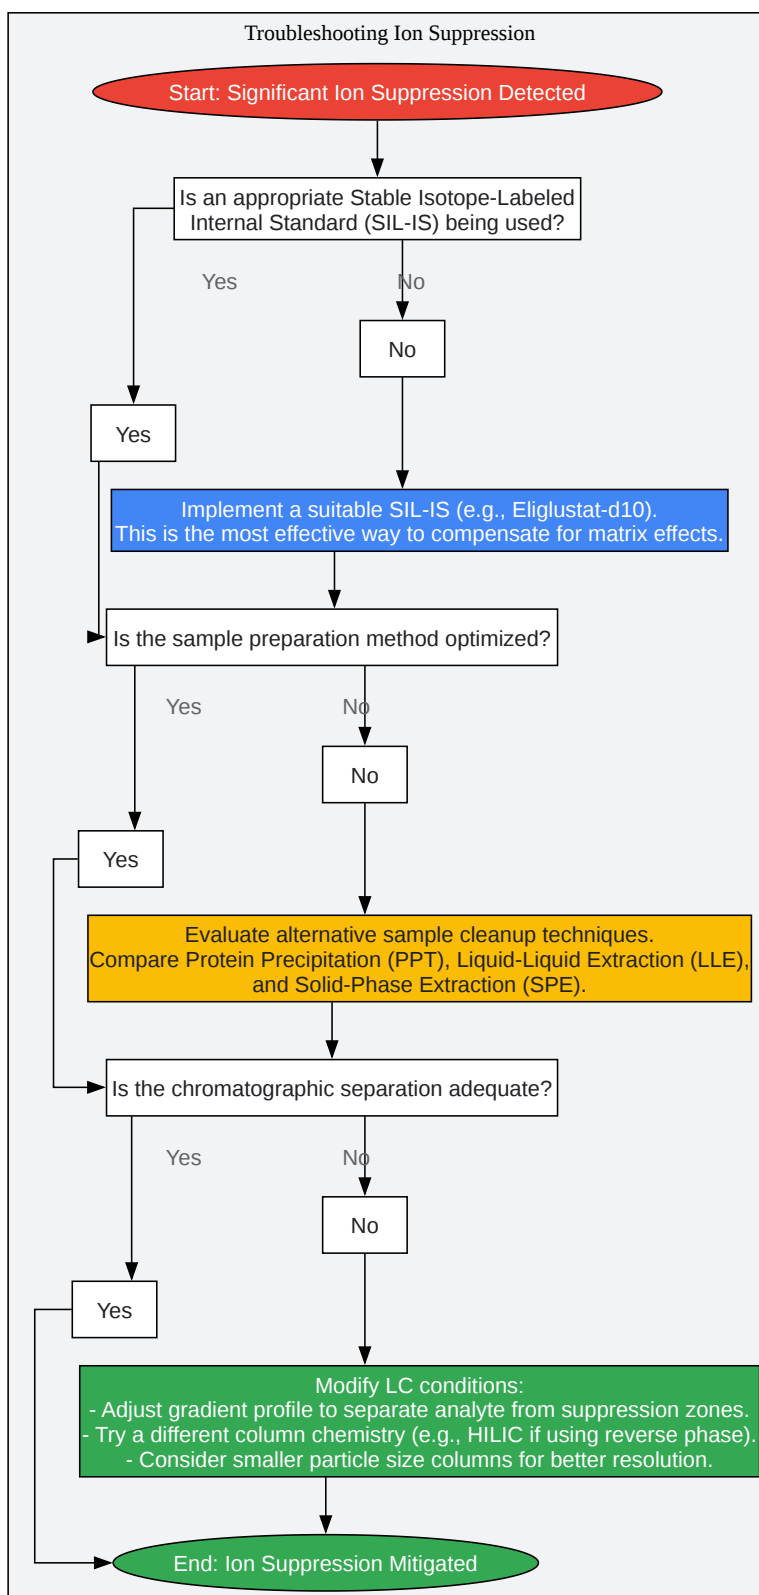 Troubleshooting Ion Suppression
Start: Significant Ion Suppression Detected
Is an appropriate Stable Isotope-Labeled
Internal Standard (SIL-IS) being used?
Yes
No
No
Yes
Implement a suitable SIL-IS (e.g., Eliglustat-d10).
This is the most effective way to compensate for matrix effects.
Is the sample preparation method optimized?
Yes
No
No
Yes
Evaluate alternative sample cleanup techniques.
Compare Protein Precipitation (PPT), Liquid-Liquid Extraction (LLE),
and Solid-Phase Extraction (SPE).
Is the chromatographic separation adequate?
Yes
No
No
Yes
Modify LC conditions:
- Adjust gradient profile to separate analyte from suppression zones.
- Try a different column chemistry (e.g., HILIC if using reverse phase).
- Consider smaller particle size columns for better resolution.
End: Ion Suppression Mitigated